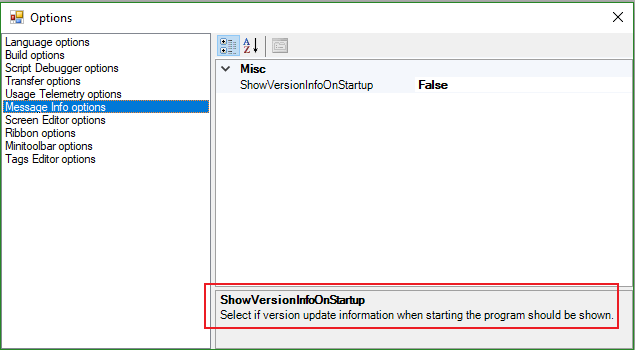 Options
Language options
Build options
Script Debugger options
Transfer options
Usage Telemetry options
Message Info options
Screen Editor options
Ribbon options
Minitoolbar options
Tags Editor options
A
Z
Misc
ShowVersionInfoOnStartup False
ShowVersionInfoOnStartup
Select if version update information when starting the program should be shown.